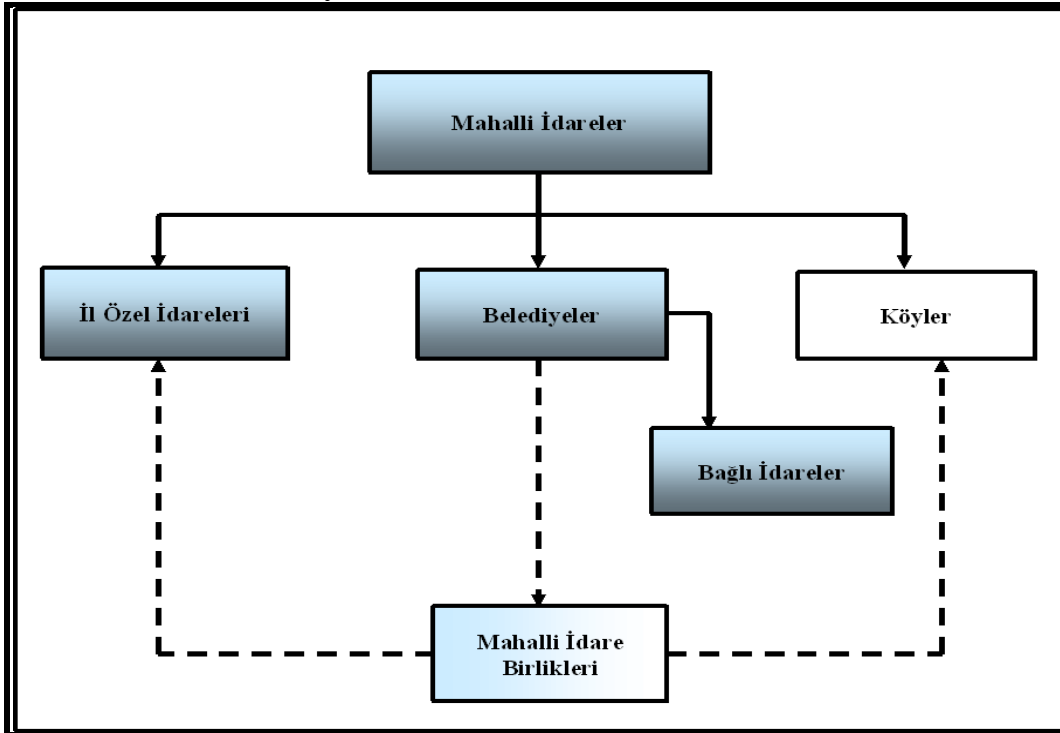 Mahalli İdareler
İl Özel İdareleri
Belediyeler
Köyler
Bağlı İdareler
Mahalli İdare
Birlikleri